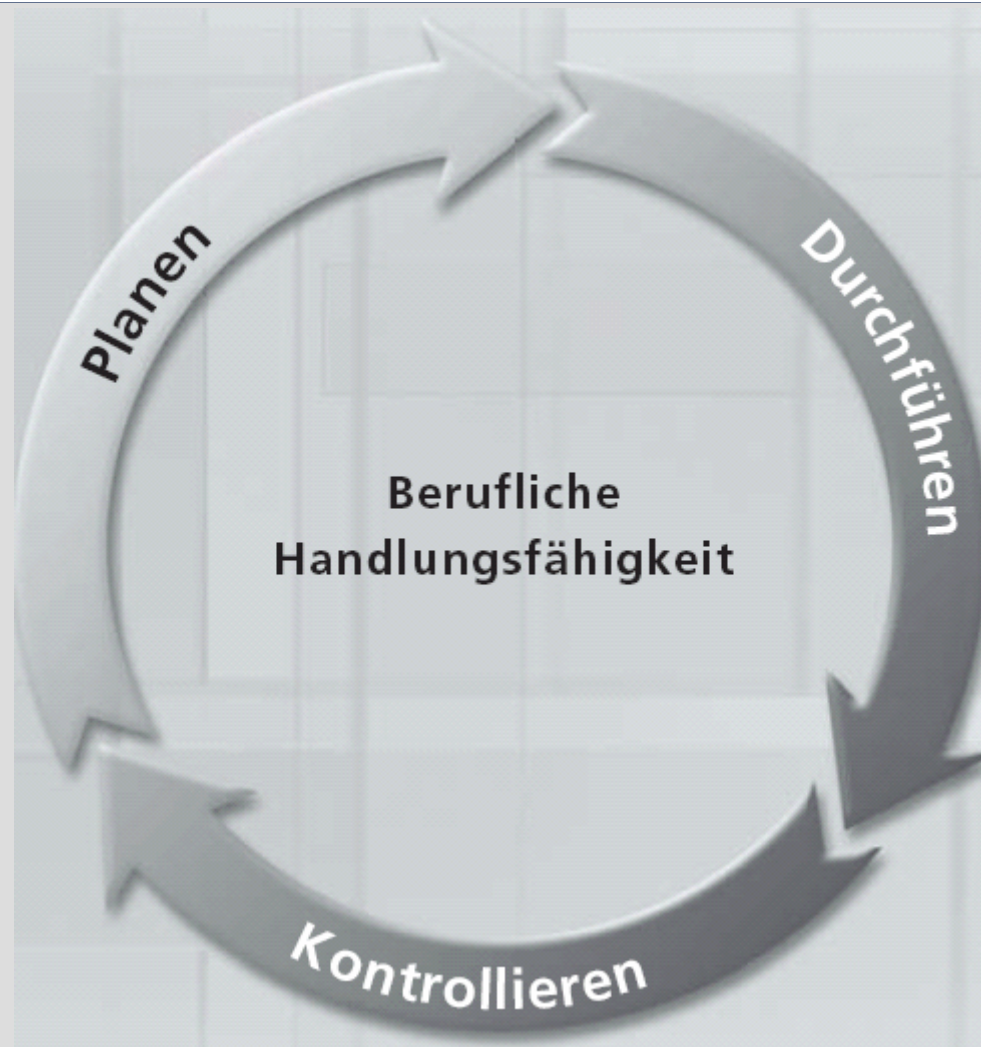 Planen
Durchführen
Berufliche
Handlungsfähigkeit
Kontrollieren